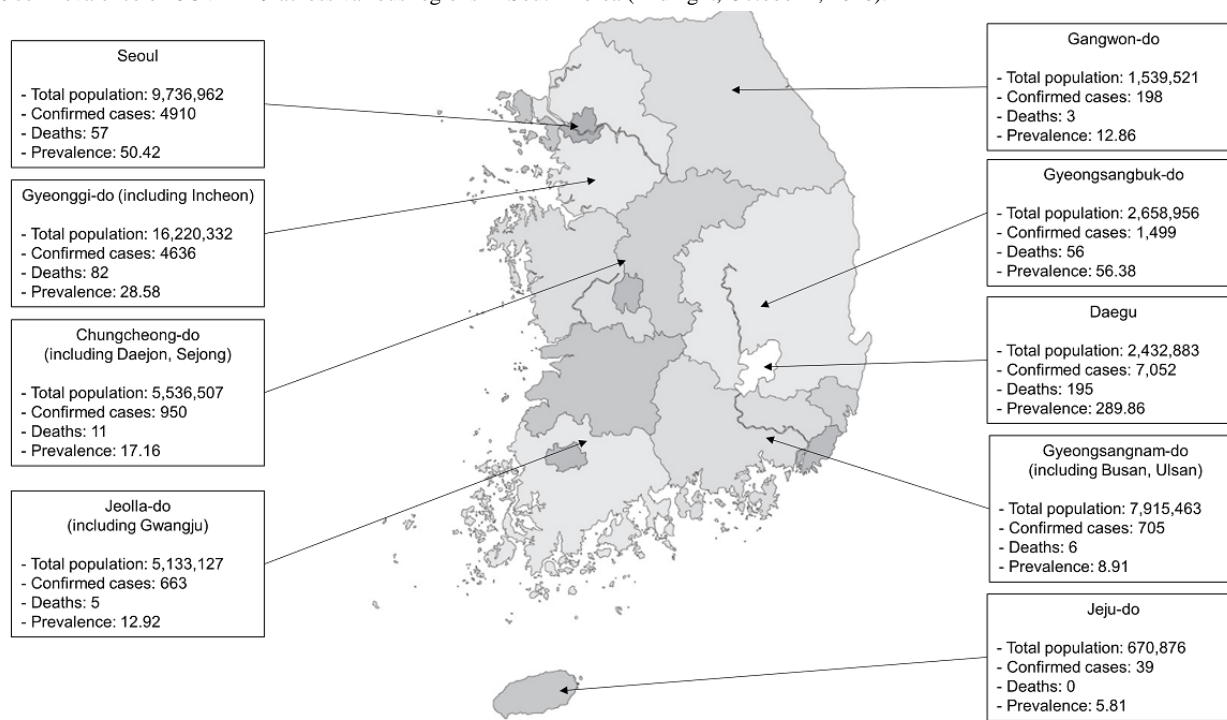 Seoul
- Total population: 9,736,962
- Confirmed cases: 4910
- Deaths: 57
- Prevalence: 50.42
Gyeonggi-do (including Incheon)
- Total population: 16,220,332
- Confirmed cases: 4636
- Deaths: 82
- Prevalence: 28.58
Chungcheong-do
(including Daejon, Sejong)
- Total population: 5,536,507
- Confirmed cases: 950
- Deaths: 11
- Prevalence: 17.16
Jeolla-do
(including Gwangju)
- Total population: 5,133,127
- Confirmed cases: 663
- Deaths: 5
- Prevalence: 12.92
Gangwon-do
- Total population: 1,539,521
- Confirmed cases: 198
- Deaths: 3
- Prevalence: 12.86
Gyeongsangbuk-do
- Total population: 2,658,956
- Confirmed cases: 1,499
- Deaths: 56
- Prevalence: 56.38
Daegu
- Total population: 2,432,883
- Confirmed cases: 7,052
- Deaths: 195
- Prevalence: 289.86
Gyeongsangnam-do
(including Busan, Ulsan)
- Total population: 7,915,463
- Confirmed cases: 705
- Deaths: 6
- Prevalence: 8.91
Jeju-do
- Total population: 670,876
- Confirmed cases: 39
- Deaths: 0
- Prevalence: 5.81